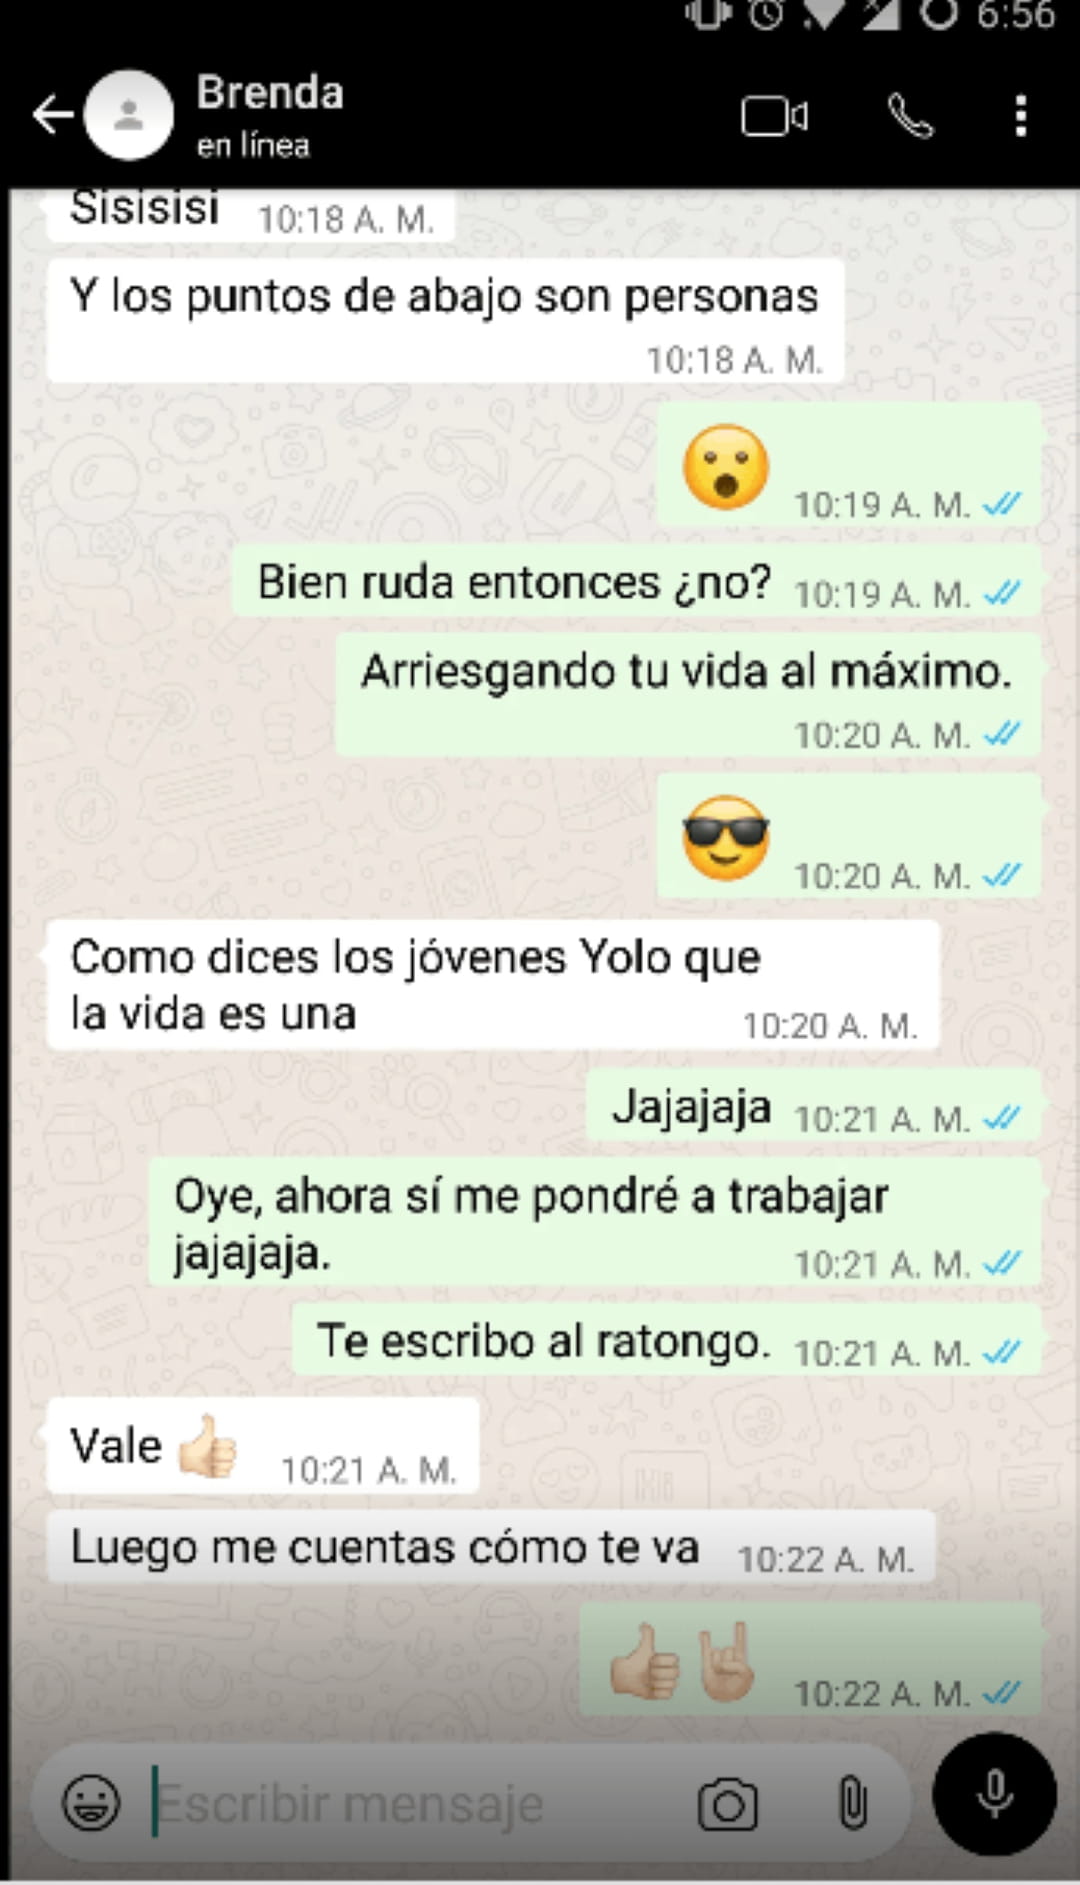 6:56
Brenda
en línea
Sisisisi 10:18 A. M.
Y los puntos de abajo son personas
10:18 A. M.
😮 10:19 A. M.
Bien ruda entonces ¿no? 10:19 A. M.
Arriesgando tu vida al máximo.
10:20 A. M.
😎 10:20 A. M.
Como dices los jóvenes Yolo que
la vida es una 10:20 A. M.
Jajajaja 10:21 A. M.
Oye, ahora sí me pondré a trabajar
jajajaja. 10:21 A. M.
Te escribo al ratongo. 10:21 A. M.
Vale 👍🏻 10:21 A. M.
Luego me cuentas cómo te va 10:22 A. M.
👍🏻🤘🏻 10:22 A. M.
Escribir mensaje